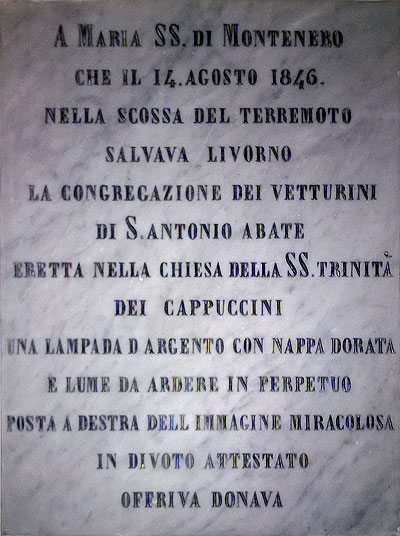 A MARIA SS. DI MONTENERO
CHE IL 14. AGOSTO 1846.
NELLA SCOSSA DEL TERREMOTO
SALVAVA LIVORNO
LA CONGREGAZIONE DEI VETTURINI
DI S. ANTONIO ABATE
ERETTA NELLA CHIESA DELLA SS. TRINITÀ
DEI CAPPUCCINI
UNA LAMPADA D ARGENTO CON NAPPA DORATA
E LUME DA ARDERE IN PERPETUO
POSTA A DESTRA DELL IMMAGINE MIRACOLOSA
IN DIVOTO ATTESTATO
OFFRIVA DONAVA